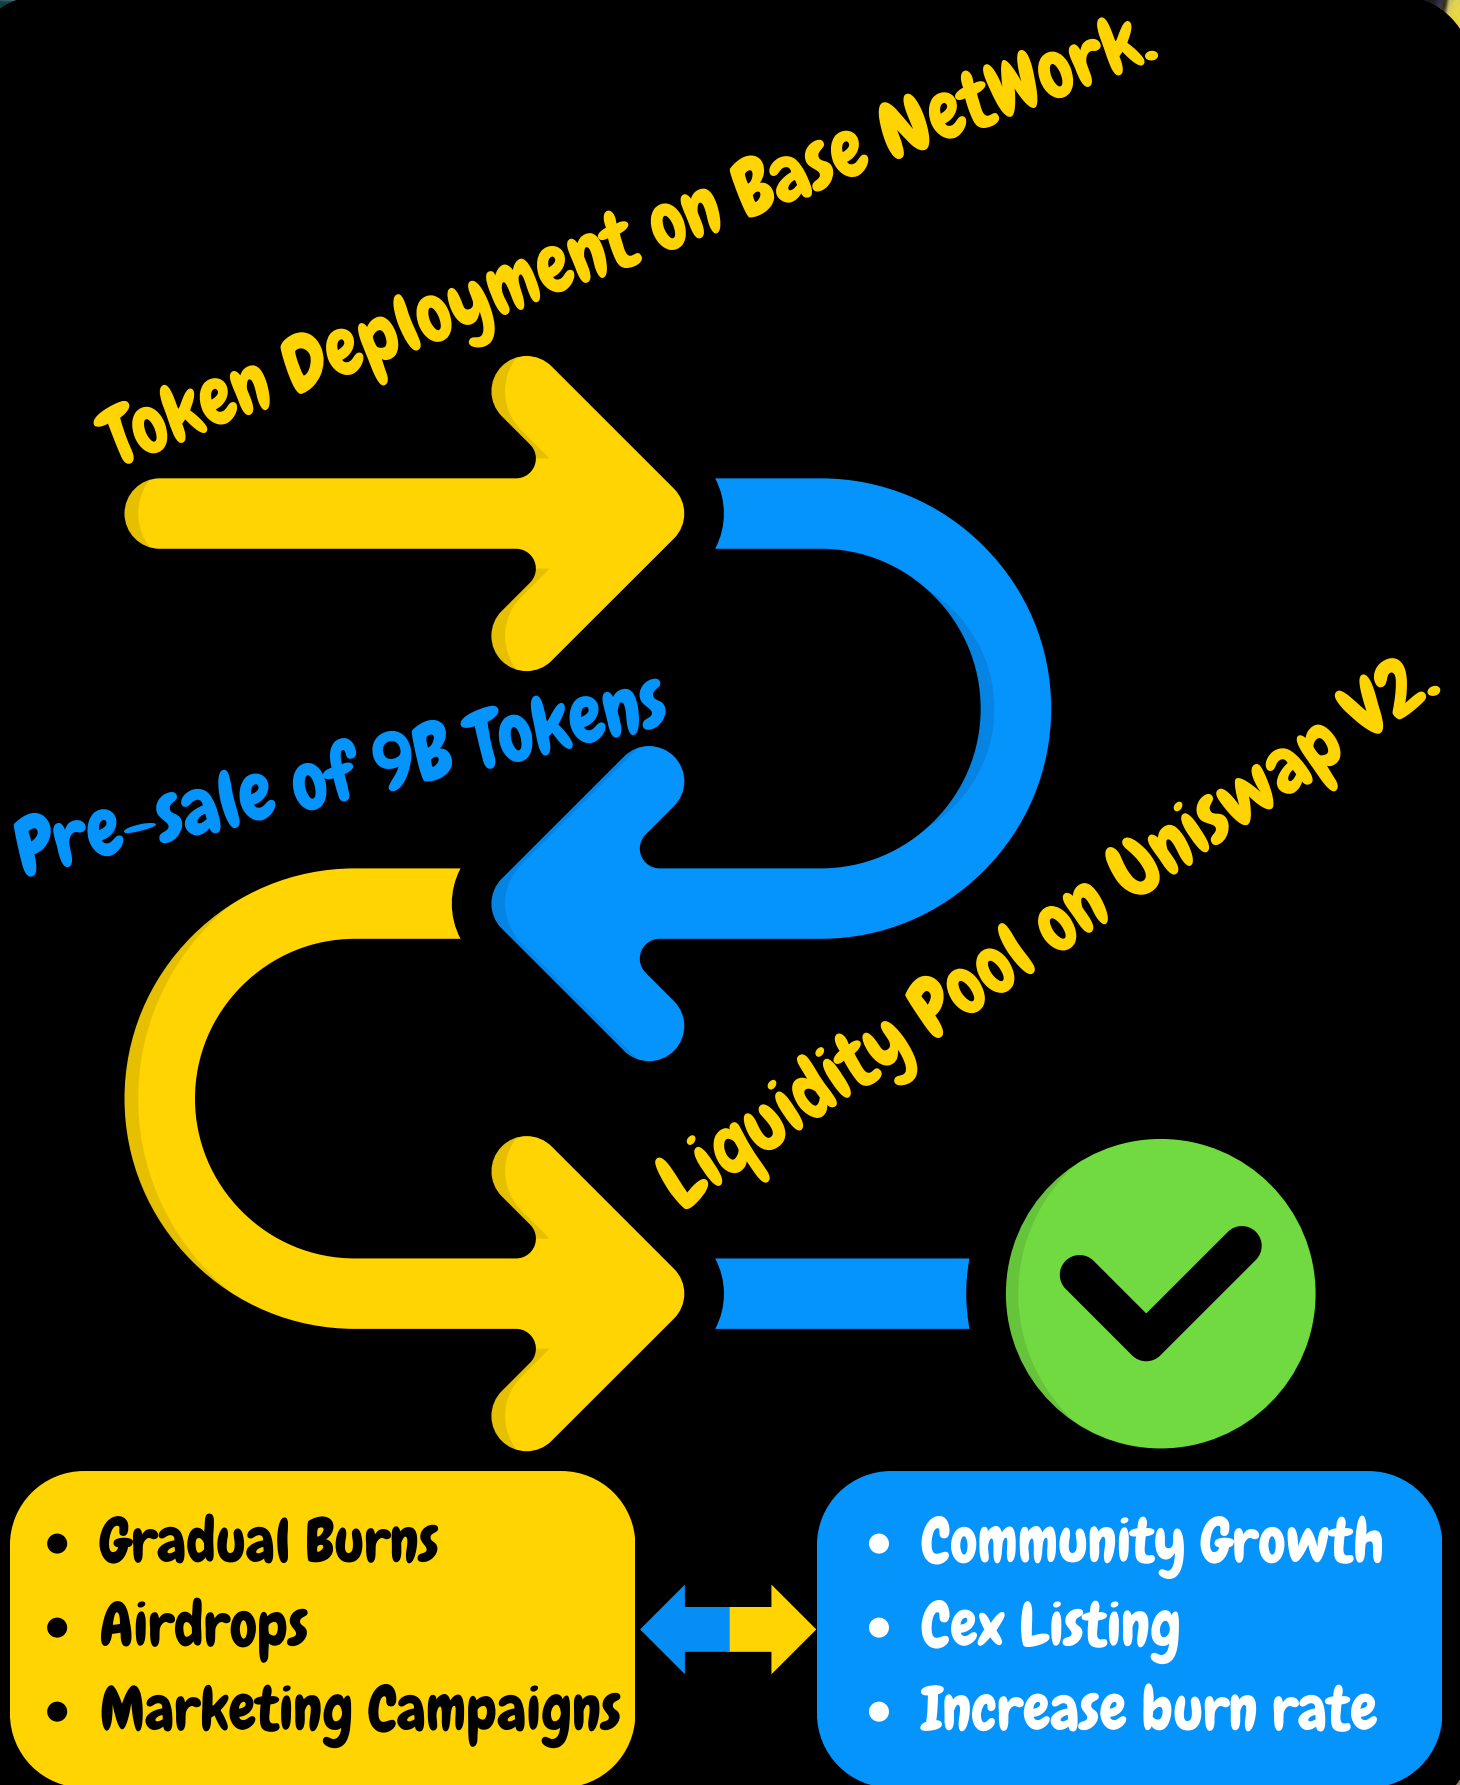 Token Deployment on Base NetWork.
Pre-sale of 9B Tokens
Liquidity Pool on Uniswap V2.
• Gradual Burns
• Airdrops
• Marketing Campaigns
• Community Growth
• Cex Listing
• Increase burn rate